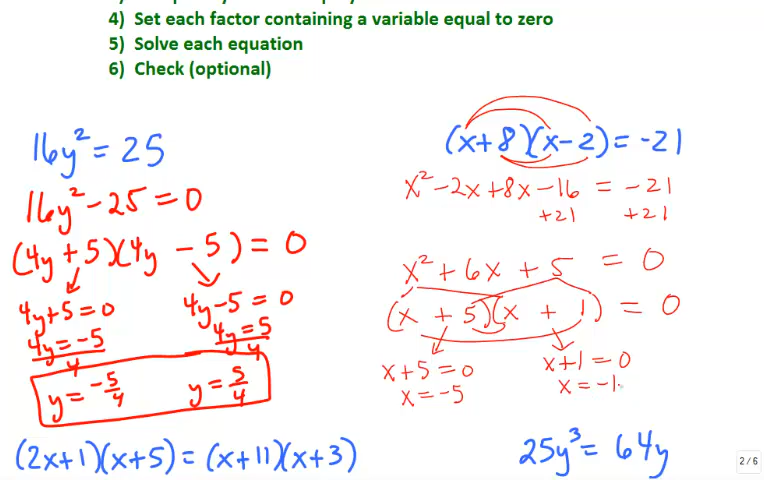 4) Set each factor containing a variable equal to zero
5) Solve each equation
6) Check (optional)
16y² = 25
16y² - 25 = 0
(4y + 5)(4y - 5) = 0
4y+5 = 0 4y-5 = 0
4y = -5 4y = 5
4 4
y = -5/4 y = 5/4
(x+8)(x-2) = -21
x² - 2x + 8x - 16 = -21
+21 +21
x² + 6x + 5 = 0
(x + 5)(x + 1) = 0
x+5 = 0 x+1 = 0
x = -5 x = -1
(2x+1)(x+5) = (x+11)(x+3)
25y³ = 64y
2 / 6